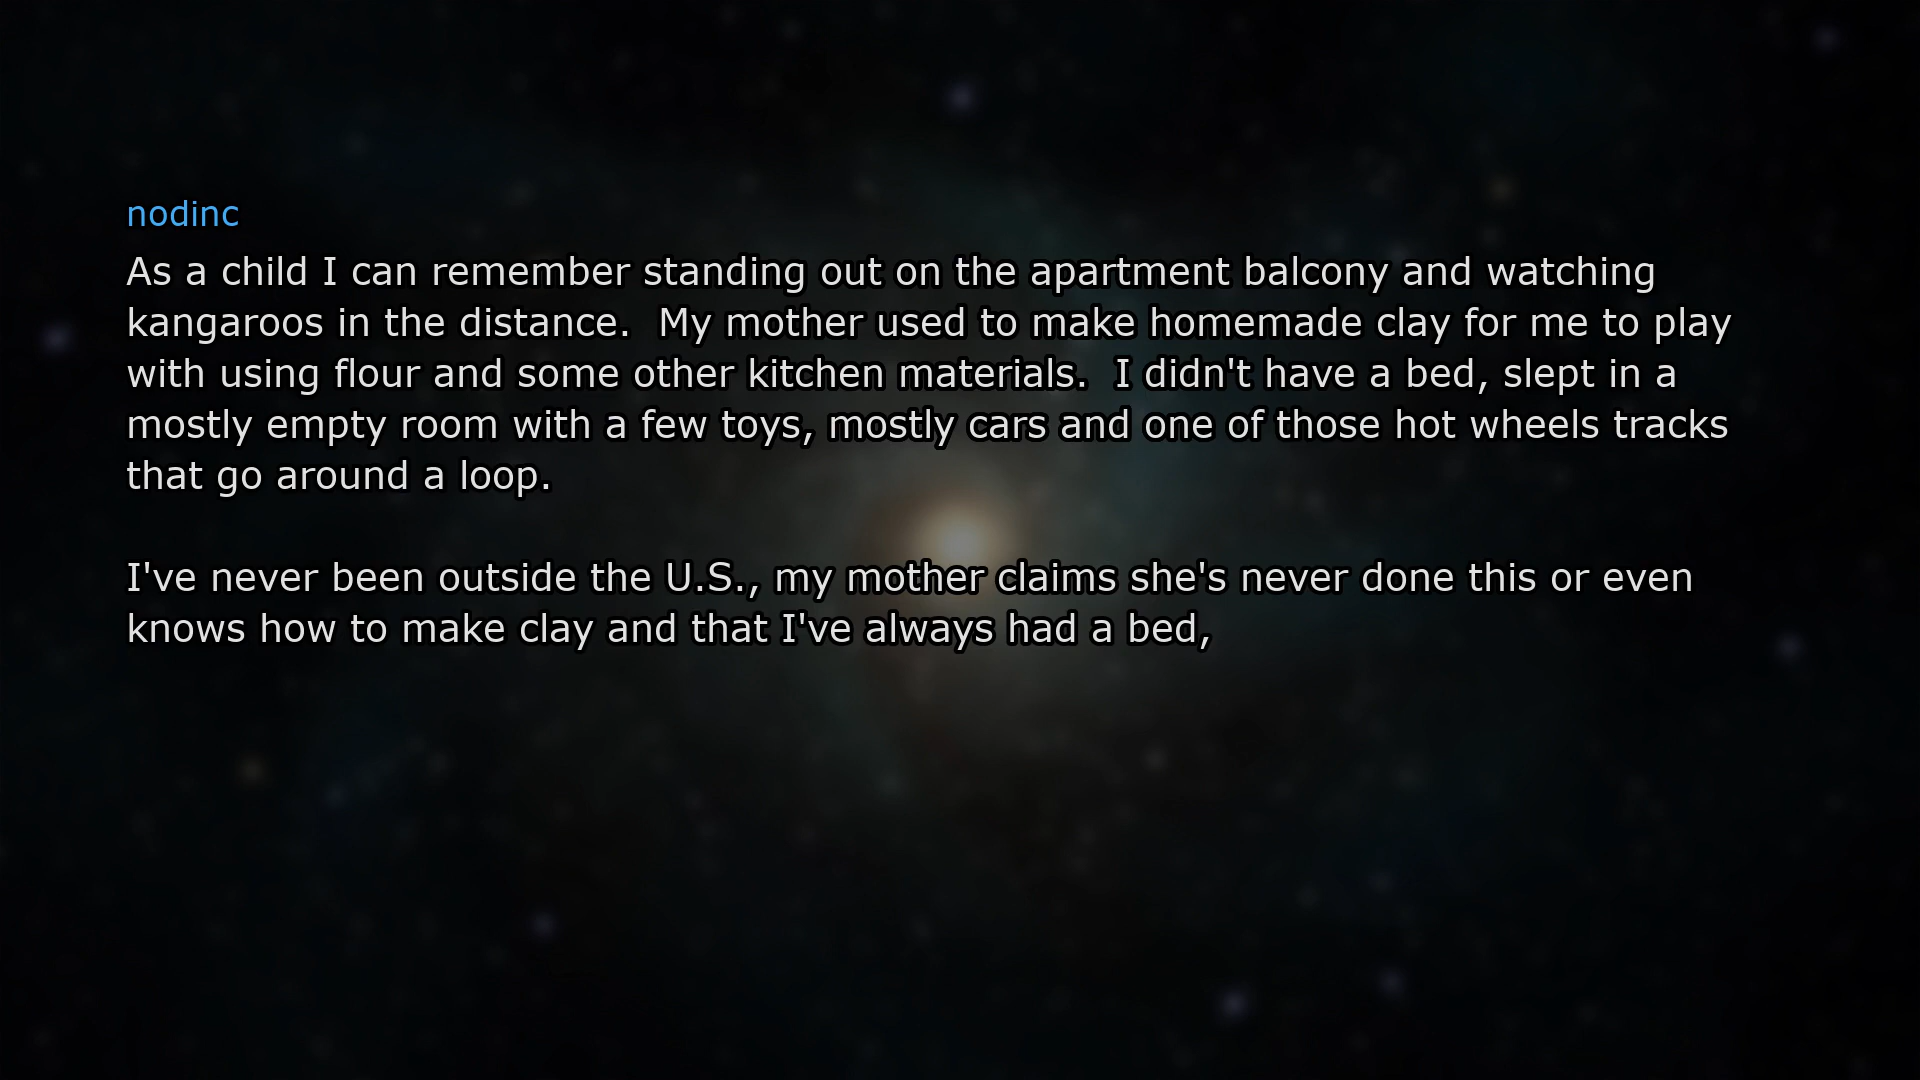 nodinc
As a child I can remember standing out on the apartment balcony and watching
kangaroos in the distance.  My mother used to make homemade clay for me to play
with using flour and some other kitchen materials.  I didn't have a bed, slept in a
mostly empty room with a few toys, mostly cars and one of those hot wheels tracks
that go around a loop.
I've never been outside the U.S., my mother claims she's never done this or even
knows how to make clay and that I've always had a bed,